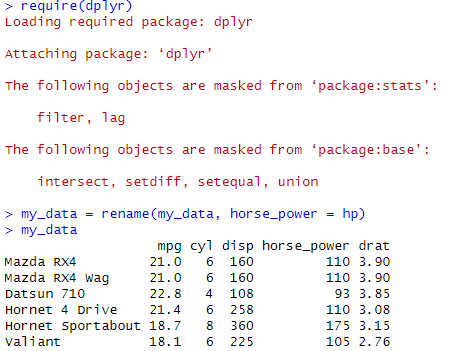 > require(dplyr)
Loading required package: dplyr
Attaching package: ‘dplyr’
The following objects are masked from ‘package:stats’:
    filter, lag
The following objects are masked from ‘package:base’:
    intersect, setdiff, setequal, union
> my_data = rename(my_data, horse_power = hp)
> my_data
                   mpg cyl disp horse_power drat
Mazda RX4         21.0   6  160         110 3.90
Mazda RX4 Wag     21.0   6  160         110 3.90
Datsun 710        22.8   4  108          93 3.85
Hornet 4 Drive    21.4   6  258         110 3.08
Hornet Sportabout 18.7   8  360         175 3.15
Valiant           18.1   6  225         105 2.76